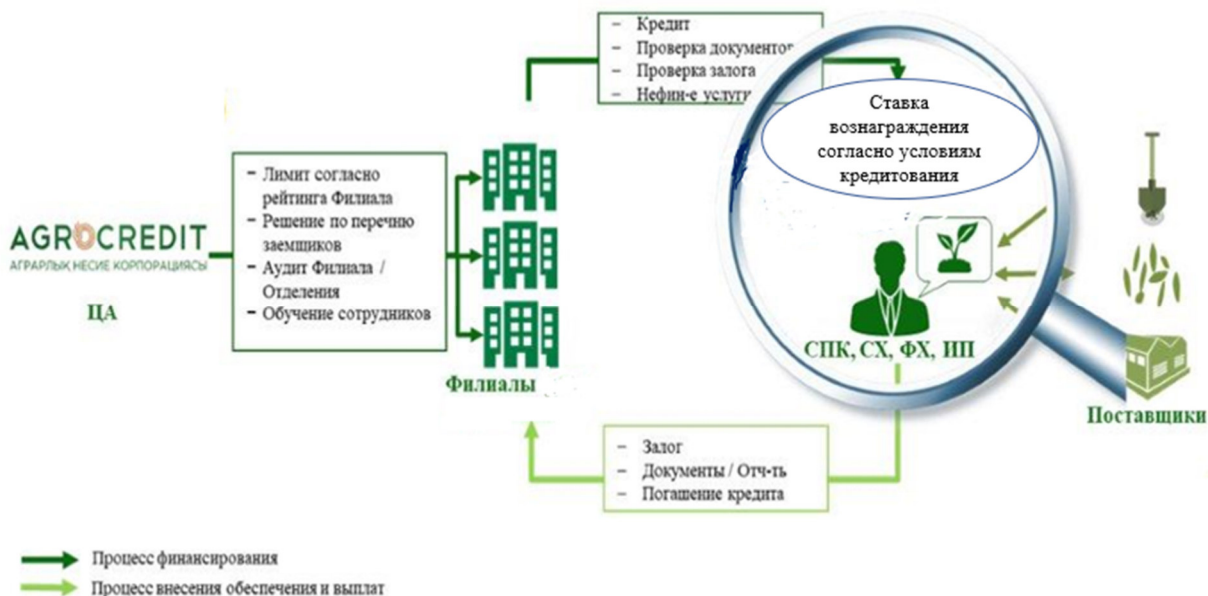 – Кредит
– Проверка документов
– Проверка залога
– Нефин-е услуги
Ставка
вознаграждения
согласно условиям
кредитования
– Лимит согласно
рейтинга Филиала
– Решение по перечню
заемщиков
– Аудит Филиала /
Отделения
– Обучение сотрудников
AGROCREDIT
АГРАРЛЫҚ НЕСИЕ КОРПОРАЦИЯСЫ
ЦА
Филиалы
СПК, СХ, ФХ, ИП
Поставщики
– Залог
– Документы / Отч-ть
– Погашение кредита
Процесс финансирования
Процесс внесения обеспечения и выплат